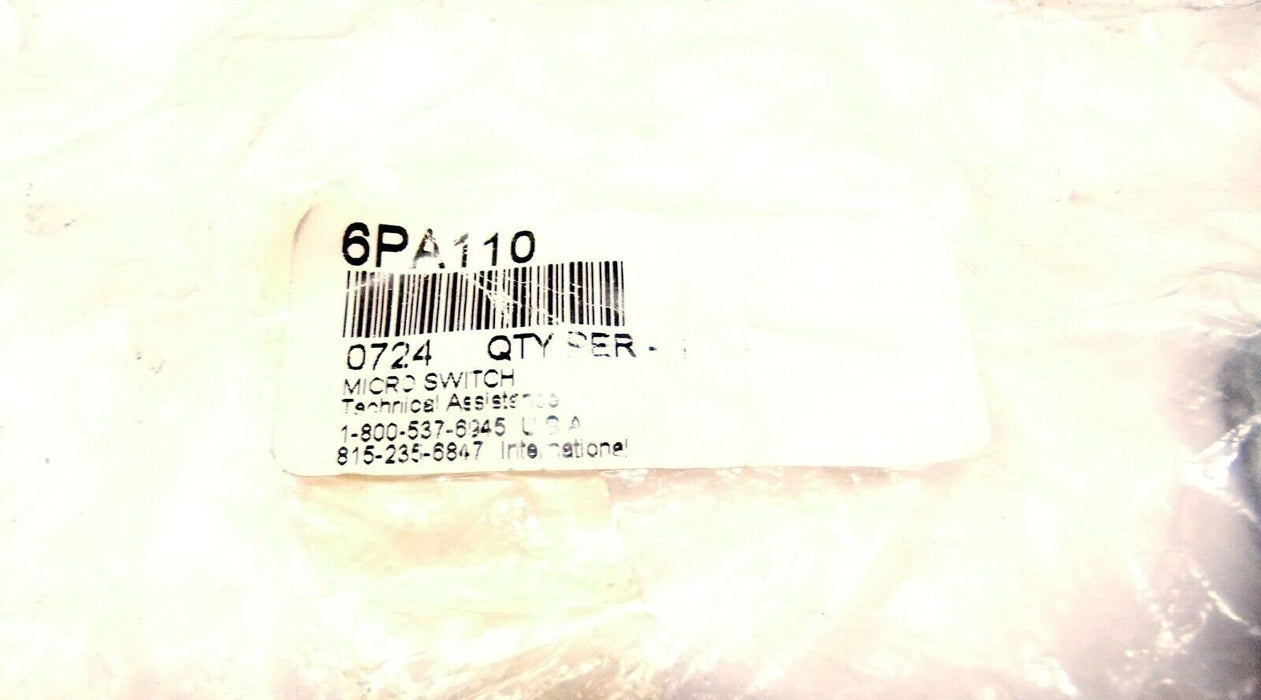 6PA110
0724 QTY PER -
MICRO SWITCH
Technical Assistance
1-800-537-6945 U.S.A.
815-235-6847 International